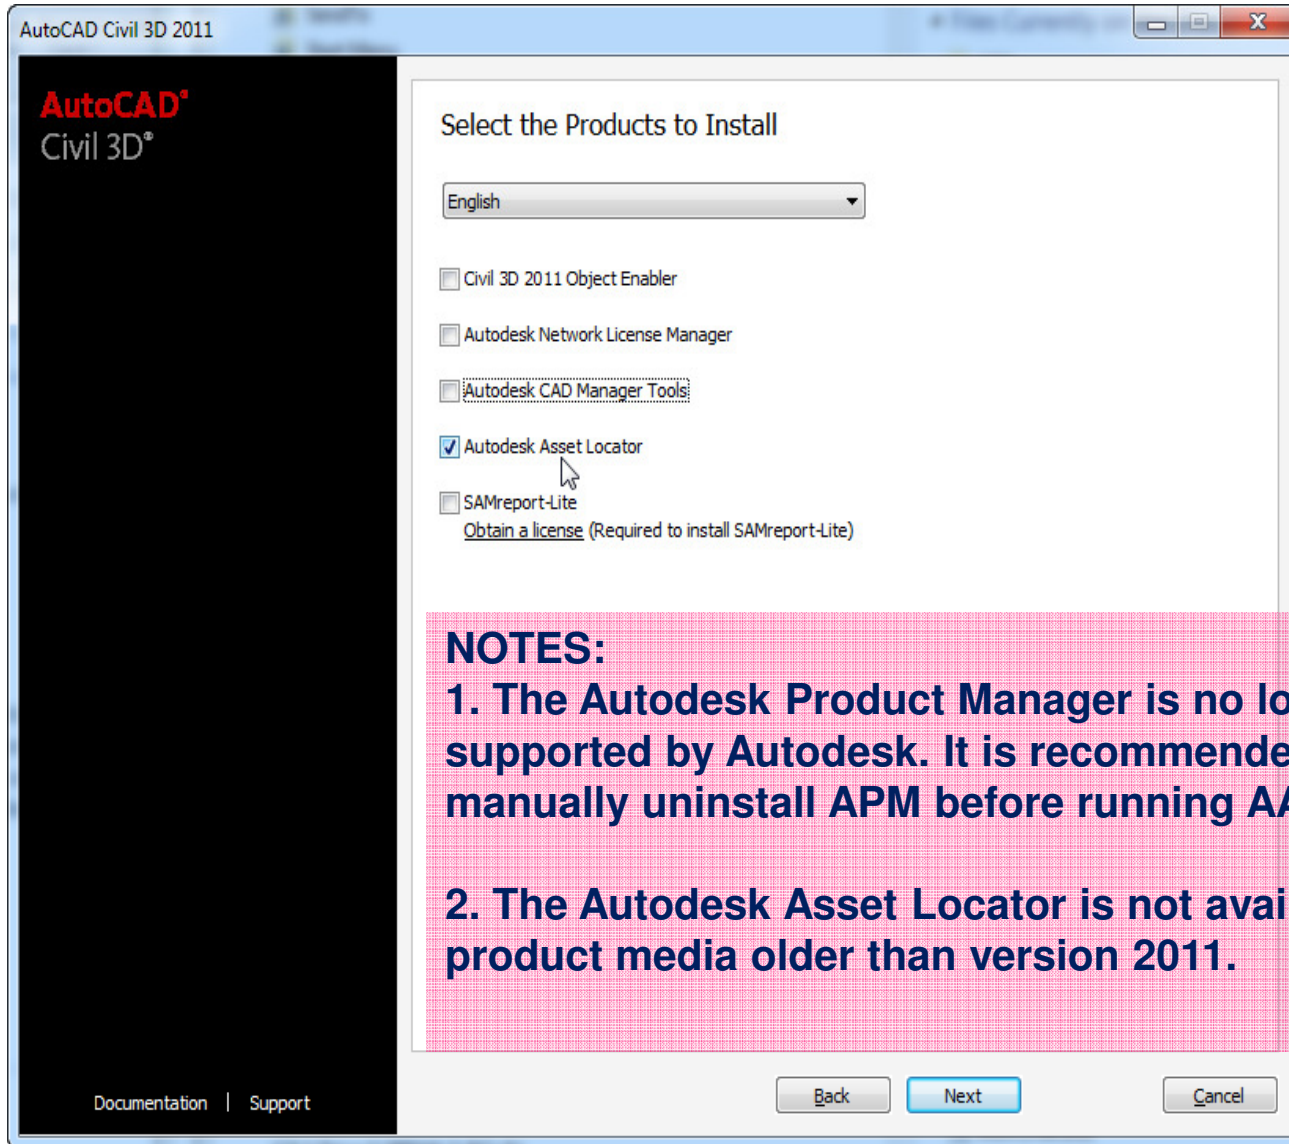 AutoCAD Civil 3D 2011
AutoCAD®
Civil 3D®
Select the Products to Install
English
Civil 3D 2011 Object Enabler
Autodesk Network License Manager
Autodesk CAD Manager Tools
Autodesk Asset Locator
SAMreport-Lite
Obtain a license (Required to install SAMreport-Lite)
NOTES:
1. The Autodesk Product Manager is no lo
supported by Autodesk. It is recommende
manually uninstall APM before running AA
2. The Autodesk Asset Locator is not avai
product media older than version 2011.
Documentation | Support
Back
Next
Cancel